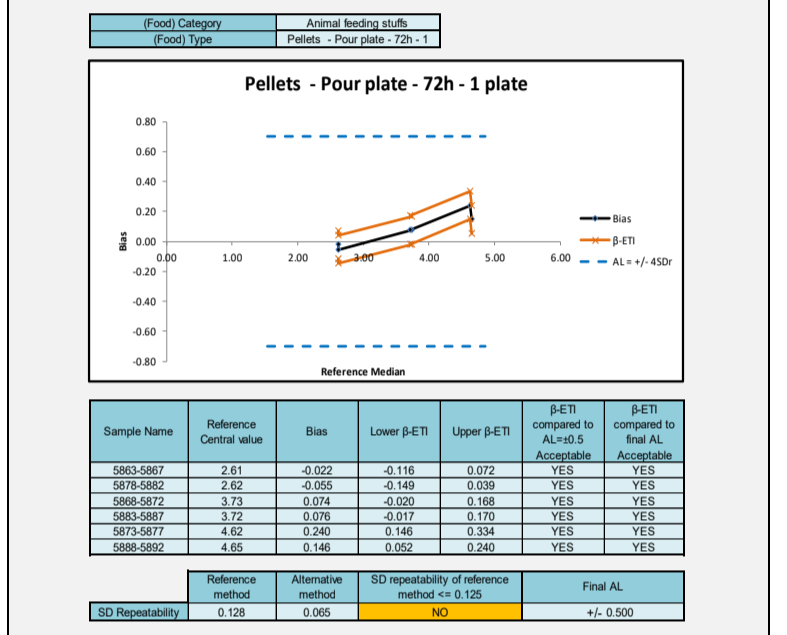 (Food) Category Animal feeding stuffs
(Food) Type Pellets - Pour plate - 72h - 1
Pellets - Pour plate - 72h - 1 plate
0.80
0.60
0.40
0.20
0.00
-0.20
-0.40
-0.60
-0.80
Bias
0.00 1.00 2.00 3.00 4.00 5.00 6.00
Reference Median
Bias
β-ETI
AL = +/- 4SDr
Sample Name Reference Central value Bias Lower β-ETI Upper β-ETI β-ETI compared to AL=±0.5 Acceptable β-ETI compared to final AL Acceptable
5863-5867 2.61 -0.022 -0.116 0.072 YES YES
5878-5882 2.62 -0.055 -0.149 0.039 YES YES
5868-5872 3.73 0.074 -0.020 0.168 YES YES
5883-5887 3.72 0.076 -0.017 0.170 YES YES
5873-5877 4.62 0.240 0.146 0.334 YES YES
5888-5892 4.65 0.146 0.052 0.240 YES YES
Reference method Alternative method SD repeatability of reference method <= 0.125 Final AL
SD Repeatability 0.128 0.065 NO +/- 0.500